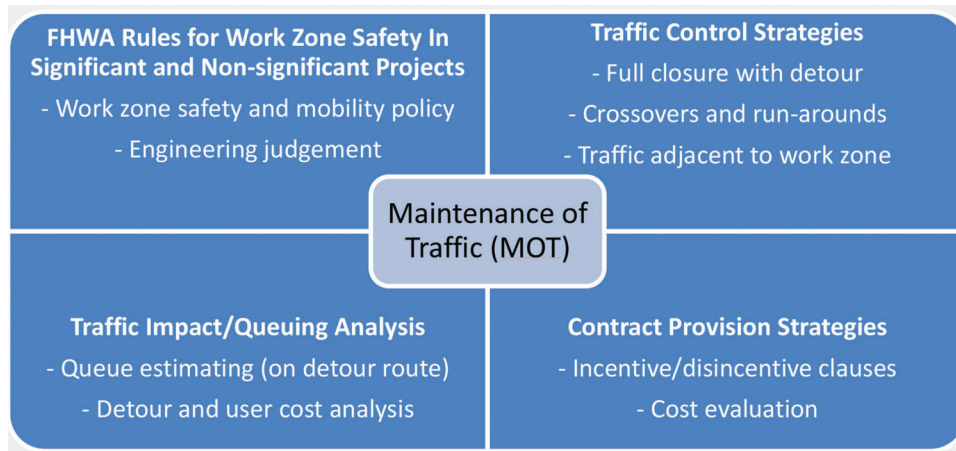 FHWA Rules for Work Zone Safety In
Significant and Non-significant Projects
- Work zone safety and mobility policy
- Engineering judgement
Traffic Control Strategies
- Full closure with detour
- Crossovers and run-arounds
- Traffic adjacent to work zone
Maintenance of
Traffic (MOT)
Traffic Impact/Queuing Analysis
- Queue estimating (on detour route)
- Detour and user cost analysis
Contract Provision Strategies
- Incentive/disincentive clauses
- Cost evaluation